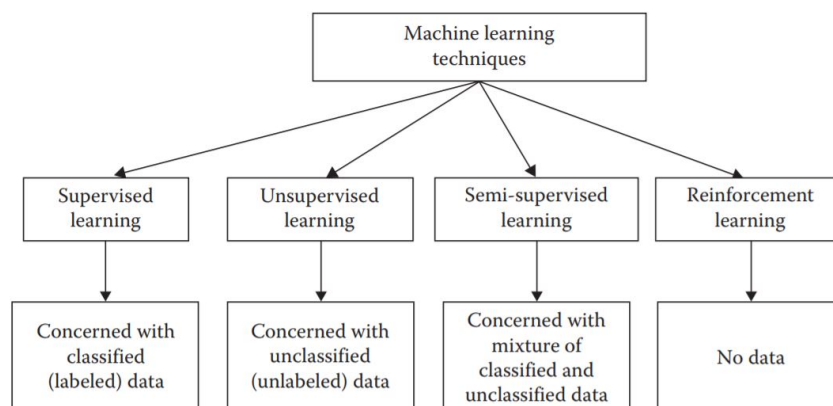 Machine learning
techniques
Supervised
learning
Unsupervised
learning
Semi-supervised
learning
Reinforcement
learning
Concerned with
classified
(labeled) data
Concerned with
unclassified
(unlabeled) data
Concerned with
mixture of
classified and
unclassified data
No data